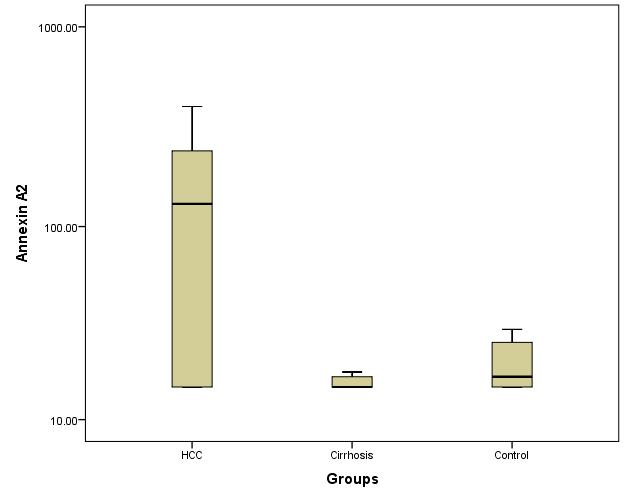 1000.00
100.00
10.00
Annexin A2
HCC
Cirrhosis
Control
Groups